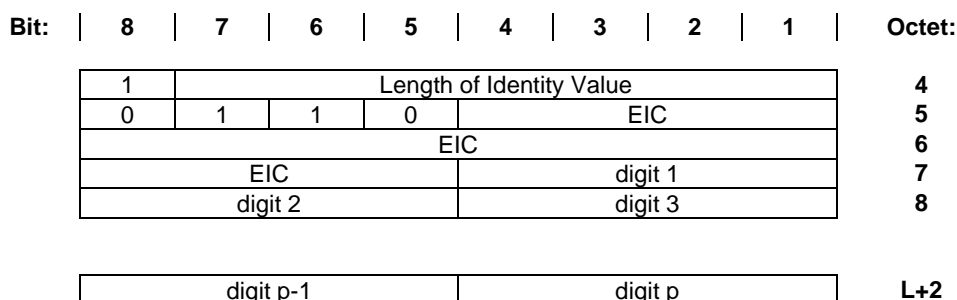 Bit: 8 7 6 5 4 3 2 1 Octet:
1 Length of Identity Value 4
0 1 1 0 EIC 5
EIC 6
EIC digit 1 7
digit 2 digit 3 8
digit p-1 digit p L+2